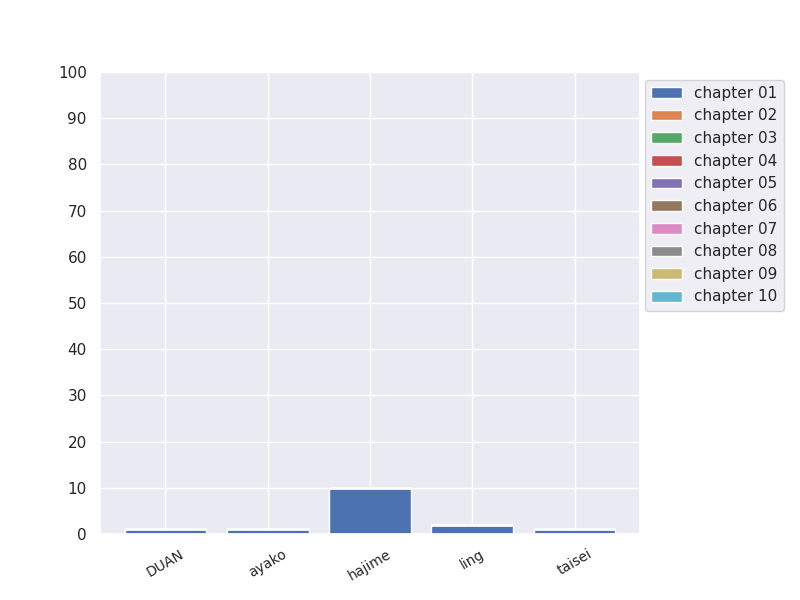 100
90
80
70
60
50
40
30
20
10
0
DUAN
ayako
hajime
ling
taisei
chapter 01
chapter 02
chapter 03
chapter 04
chapter 05
chapter 06
chapter 07
chapter 08
chapter 09
chapter 10